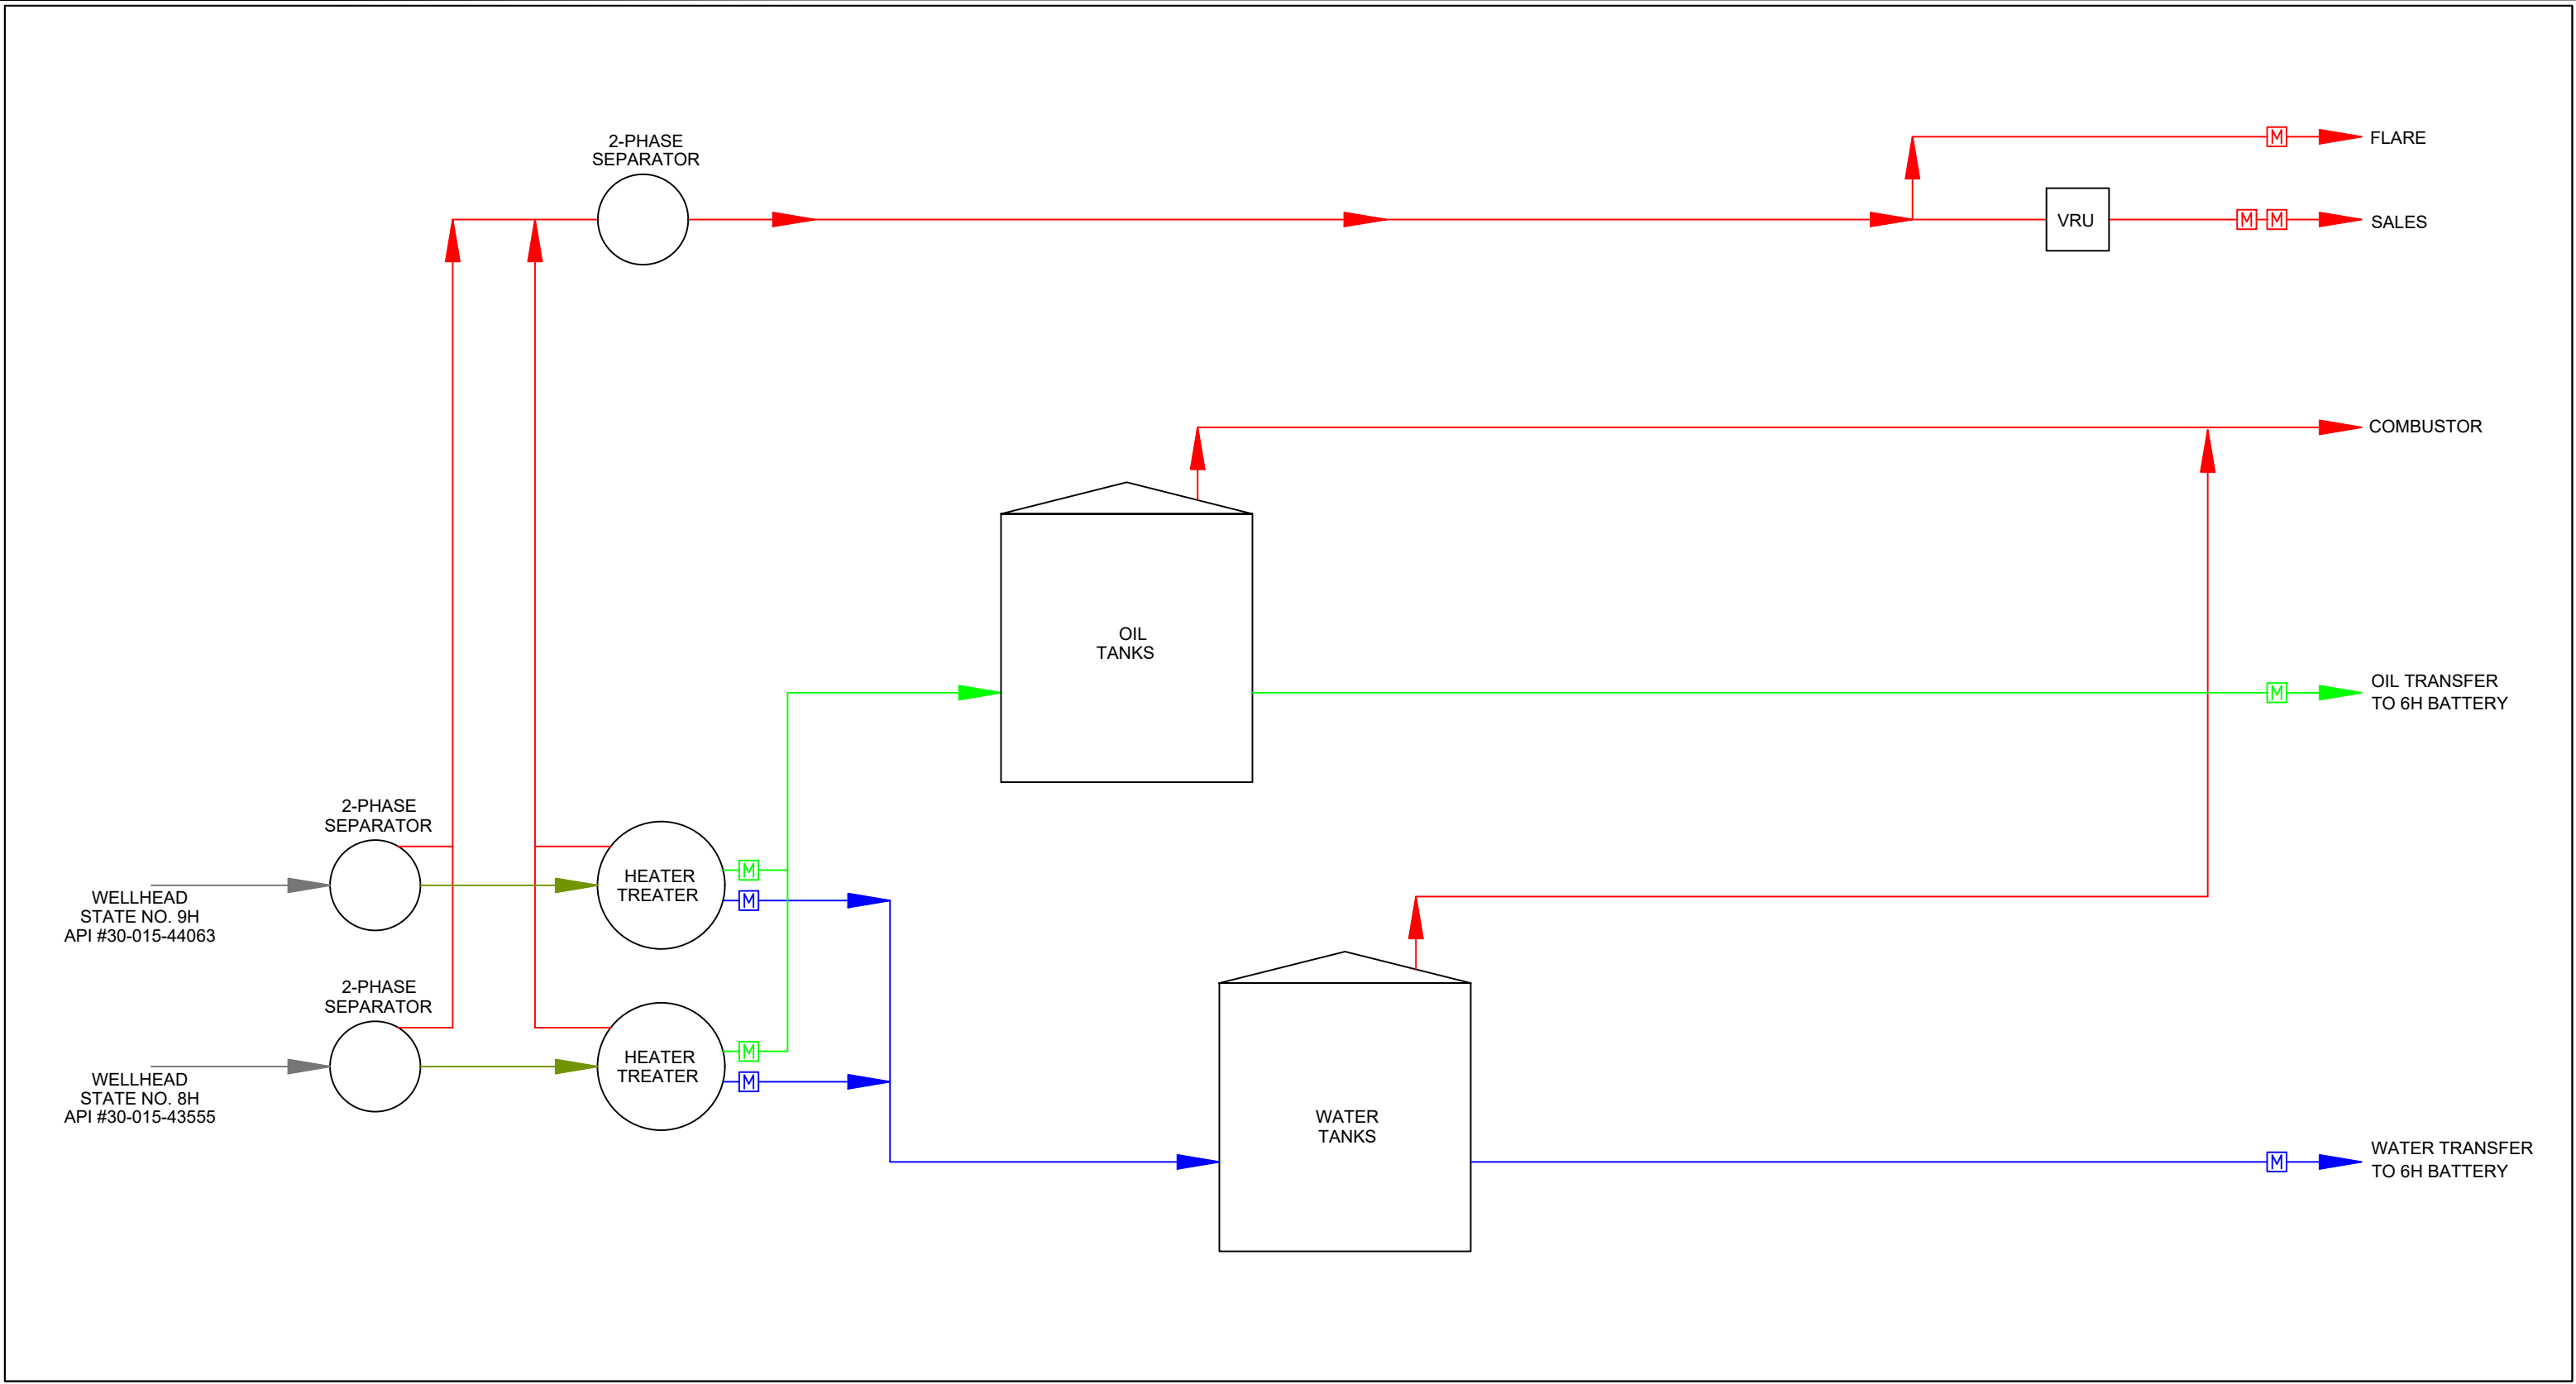 2-PHASE
SEPARATOR
M
FLARE
VRU
M M
SALES
COMBUSTOR
OIL
TANKS
M
OIL TRANSFER
TO 6H BATTERY
2-PHASE
SEPARATOR
HEATER
TREATER
M
M
WELLHEAD
STATE NO. 9H
API #30-015-44063
2-PHASE
SEPARATOR
HEATER
TREATER
M
M
WELLHEAD
STATE NO. 8H
API #30-015-43555
WATER
TANKS
M
WATER TRANSFER
TO 6H BATTERY